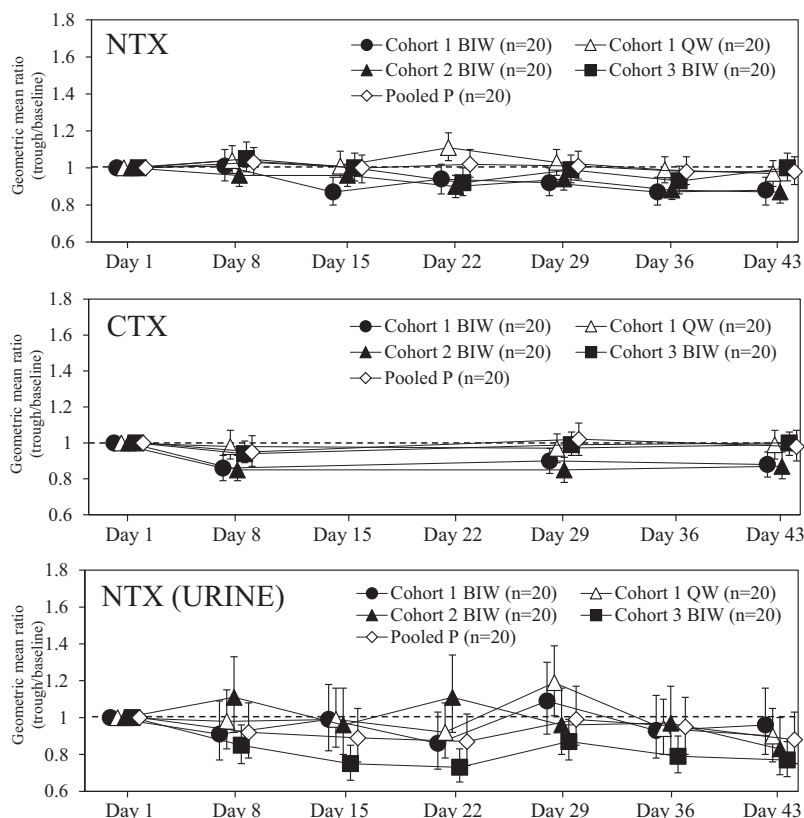 NTX
Geometric mean ratio
(trough/baseline)
1.8
1.6
1.4
1.2
1
0.8
0.6
Cohort 1 BIW (n=20)
Cohort 1 QW (n=20)
Cohort 2 BIW (n=20)
Cohort 3 BIW (n=20)
Pooled P (n=20)
Day 1 Day 8 Day 15 Day 22 Day 29 Day 36 Day 43
CTX
Geometric mean ratio
(trough/baseline)
1.8
1.6
1.4
1.2
1
0.8
0.6
Cohort 1 BIW (n=20)
Cohort 1 QW (n=20)
Cohort 2 BIW (n=20)
Cohort 3 BIW (n=20)
Pooled P (n=20)
Day 1 Day 8 Day 15 Day 22 Day 29 Day 36 Day 43
NTX (URINE)
Geometric mean ratio
(trough/baseline)
1.8
1.6
1.4
1.2
1
0.8
0.6
Cohort 1 BIW (n=20)
Cohort 1 QW (n=20)
Cohort 2 BIW (n=20)
Cohort 3 BIW (n=20)
Pooled P (n=20)
Day 1 Day 8 Day 15 Day 22 Day 29 Day 36 Day 43